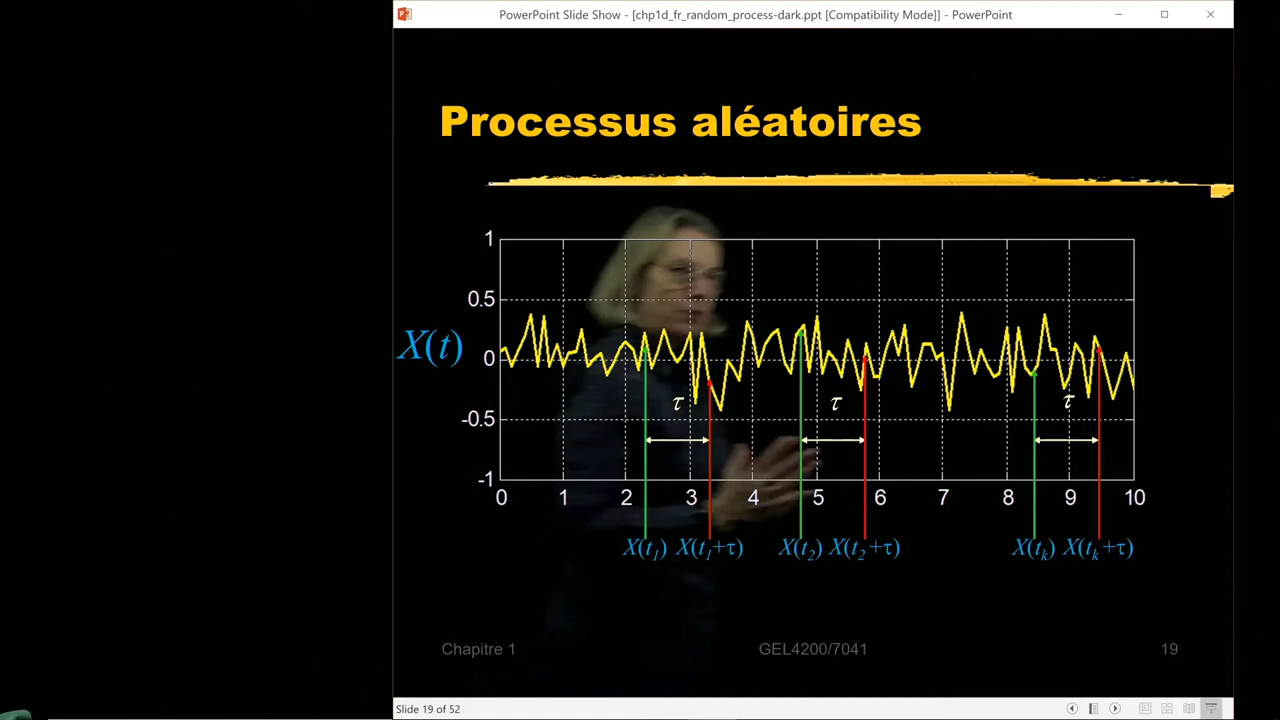 PowerPoint Slide Show - [chp1d_fr_random_process-dark.ppt [Compatibility Mode]] - PowerPoint
Processus aléatoires
1
0.5
X(t)
0
-0.5
-1
τ τ τ
0 1 2 3 4 5 6 7 8 9 10
X(t1) X(t1+τ) X(t2) X(t2+τ) X(tk) X(tk+τ)
Chapitre 1 GEL4200/7041 19
Slide 19 of 52